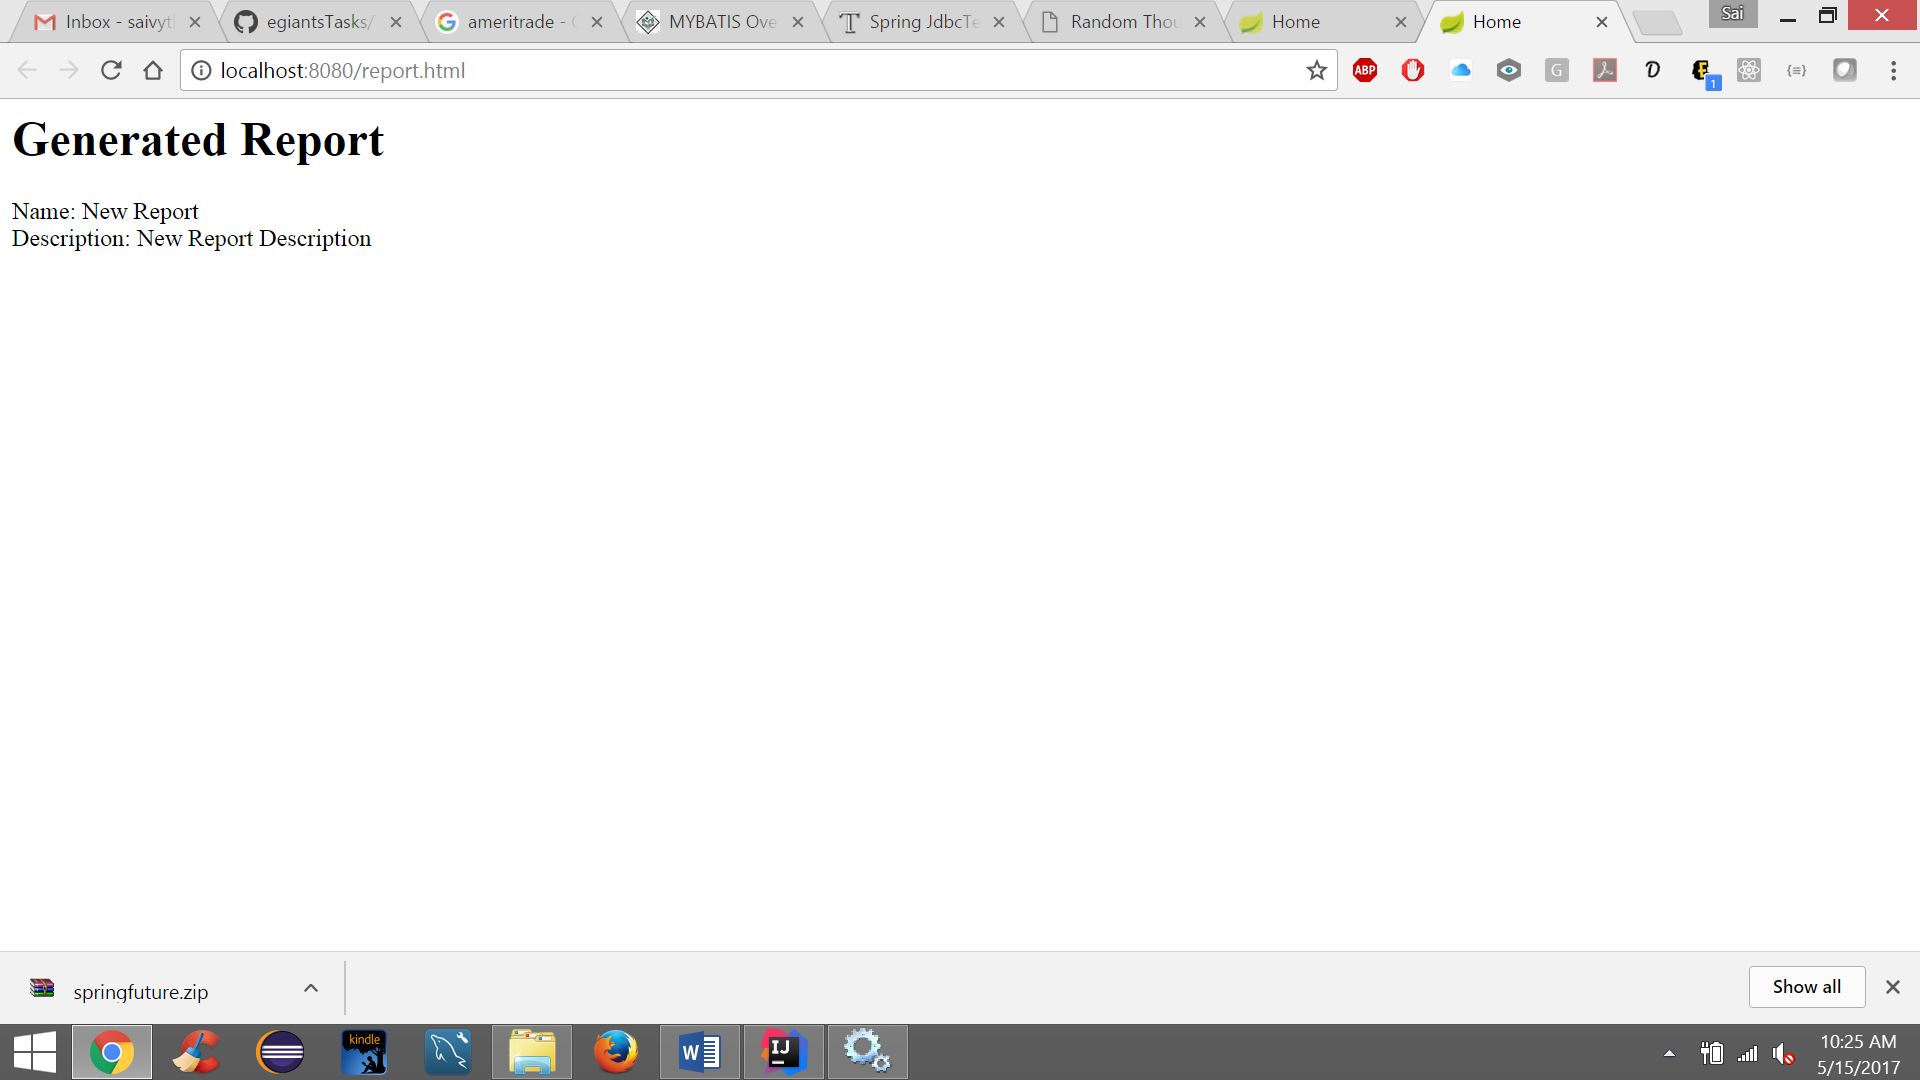 Inbox - saivyt
egiantsTasks/
ameritrade -
MYBATIS Ove
Spring JdbcTe
Random Thou
Home
Home
Sai
localhost:8080/report.html
ABP
G
D
1
Generated Report
Name: New Report
Description: New Report Description
springfuture.zip
Show all
kindle
W
IJ
10:25 AM
5/15/2017